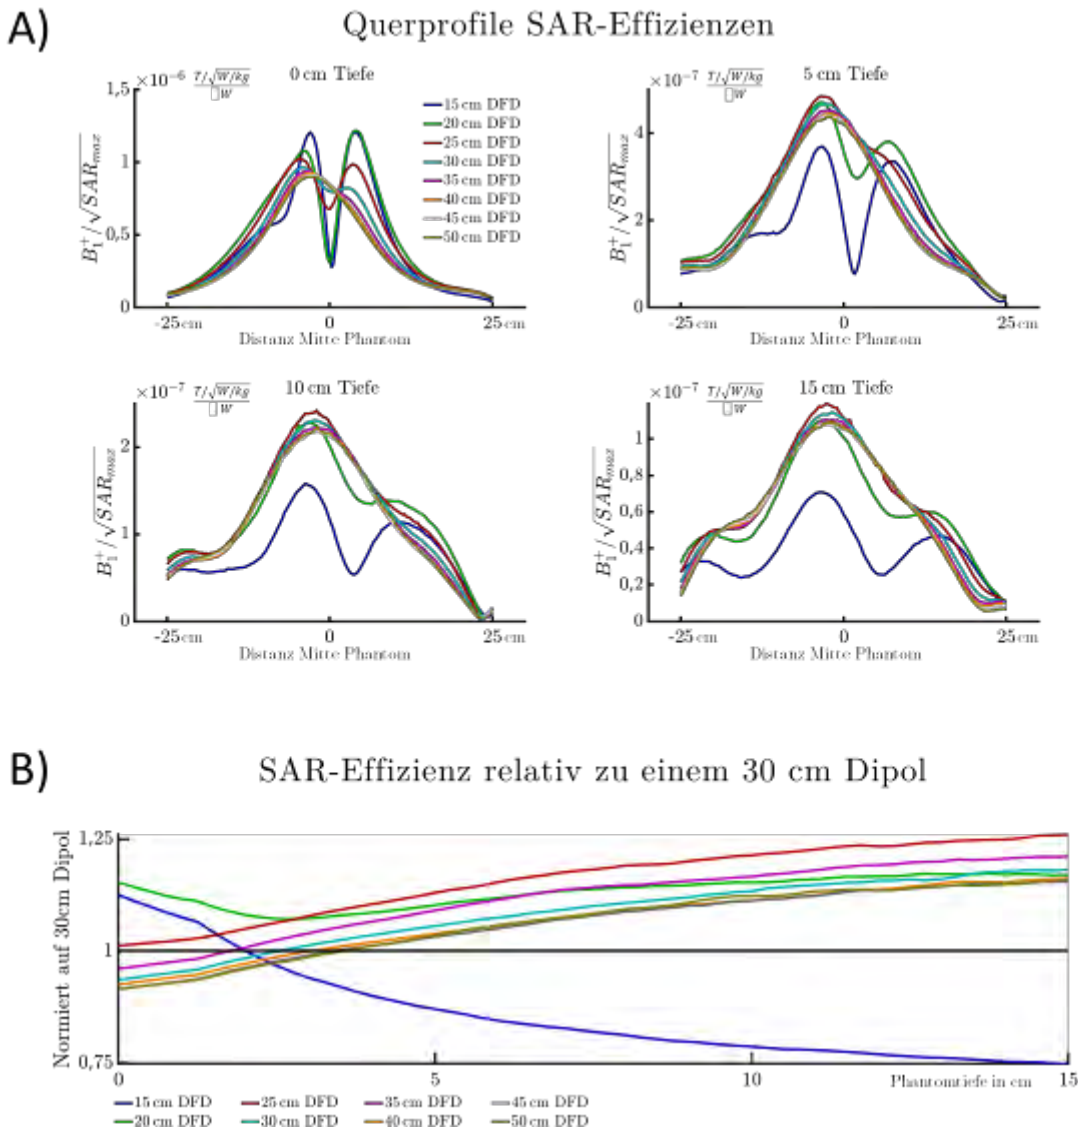 A)
Querprofile SAR-Effizienzen
×10⁻⁶ T/√W/kg / □W
0 cm Tiefe
1,5
1
0,5
0
B₁⁺/√SARₘₐₓ
-25 cm
0
25 cm
Distanz Mitte Phantom
15 cm DFD
20 cm DFD
25 cm DFD
30 cm DFD
35 cm DFD
40 cm DFD
45 cm DFD
50 cm DFD
×10⁻⁷ T/√W/kg / □W
5 cm Tiefe
4
2
0
B₁⁺/√SARₘₐₓ
-25 cm
0
25 cm
Distanz Mitte Phantom
×10⁻⁷ T/√W/kg / □W
10 cm Tiefe
2
1
0
B₁⁺/√SARₘₐₓ
-25 cm
0
25 cm
Distanz Mitte Phantom
×10⁻⁷ T/√W/kg / □W
15 cm Tiefe
1
0,8
0,6
0,4
0,2
0
B₁⁺/√SARₘₐₓ
-25 cm
0
25 cm
Distanz Mitte Phantom
B)
SAR-Effizienz relativ zu einem 30 cm Dipol
Normiert auf 30cm Dipol
1,25
1
0,75
0
5
10
15
Phantomtiefe in cm
15 cm DFD
25 cm DFD
35 cm DFD
45 cm DFD
20 cm DFD
30 cm DFD
40 cm DFD
50 cm DFD